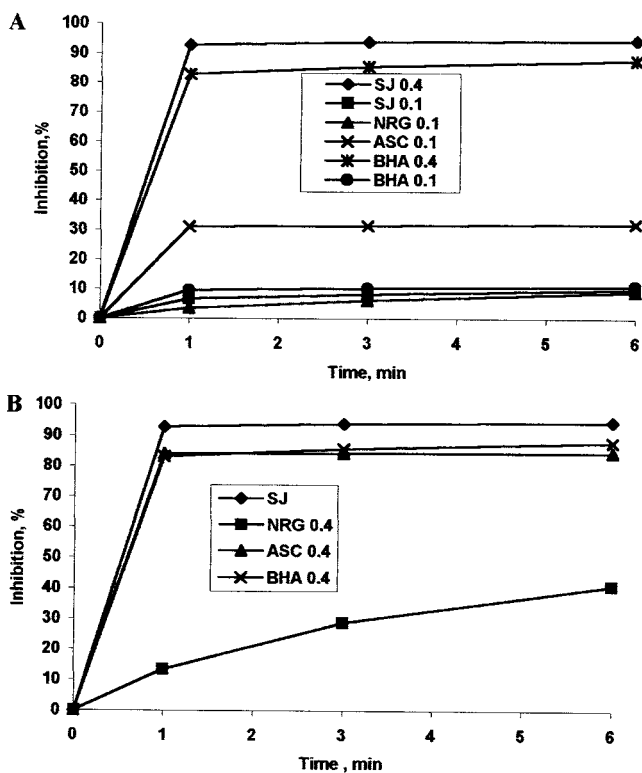 A
Inhibition,%
100
90
80
70
60
50
40
30
20
10
0
SJ 0.4
SJ 0.1
NRG 0.1
ASC 0.1
BHA 0.4
BHA 0.1
0 1 2 3 4 5 6
Time, min
B
Inhibition, %
100
90
80
70
60
50
40
30
20
10
0
SJ
NRG 0.4
ASC 0.4
BHA 0.4
0 1 2 3 4 5 6
Time , min